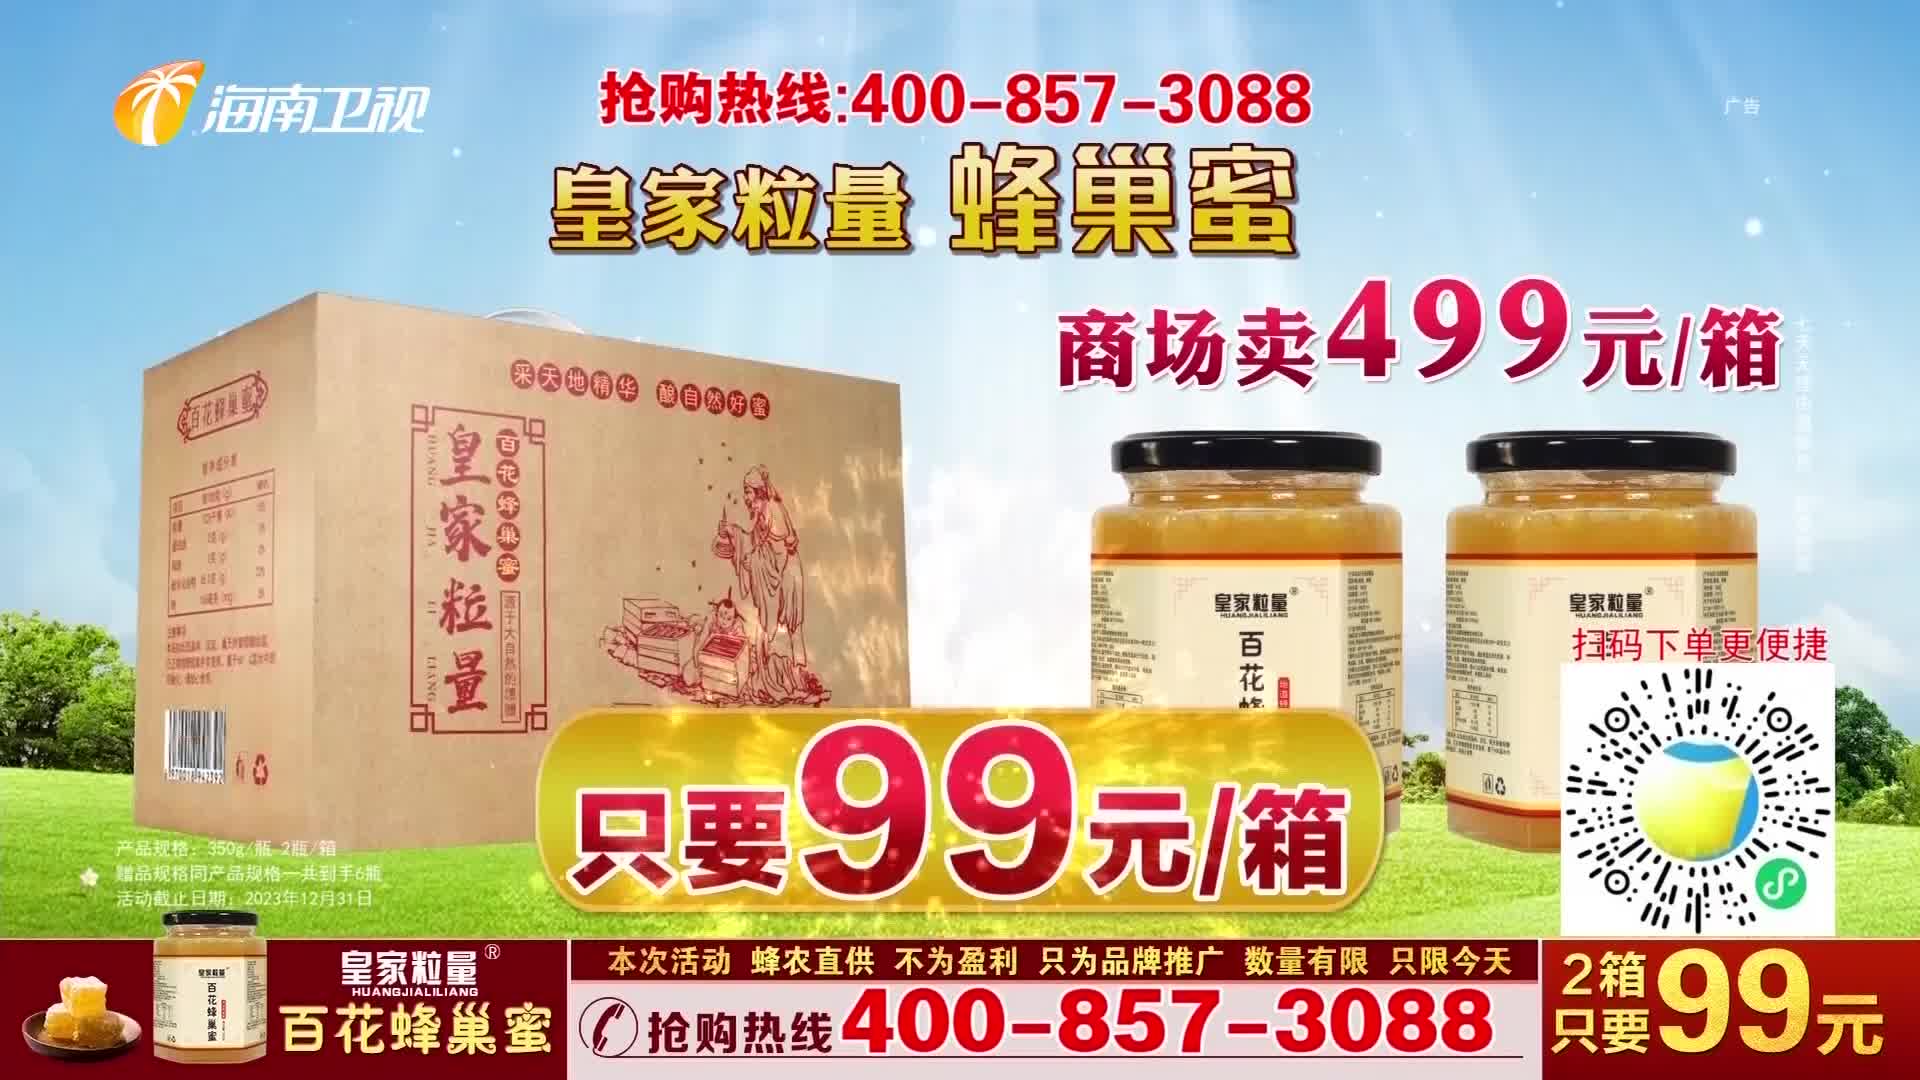 海南卫视
抢购热线:400-857-3088
广告
皇家粒量 蜂巢蜜
商场卖499元/箱
采天地精华 酿自然好蜜
百花蜂巢蜜
皇家粒量
HUANG JIA LI LIANG
百花蜂巢蜜
源于大自然的馈赠
皇家粒量®
HUANGJIALILIANG
百花蜂
皇家粒量®
HUANGJIALILIANG
扫码下单更便捷
只要99元/箱
产品规格：350g/瓶 2瓶/箱
赠品规格同产品规格一共到手6瓶
活动截止日期：2023年12月31日
皇家粒量®
HUANGJIALILIANG
百花蜂巢蜜
皇家粒量
百花蜂巢蜜
本次活动 蜂农直供 不为盈利 只为品牌推广 数量有限 只限今天
抢购热线400-857-3088
2箱
只要99元